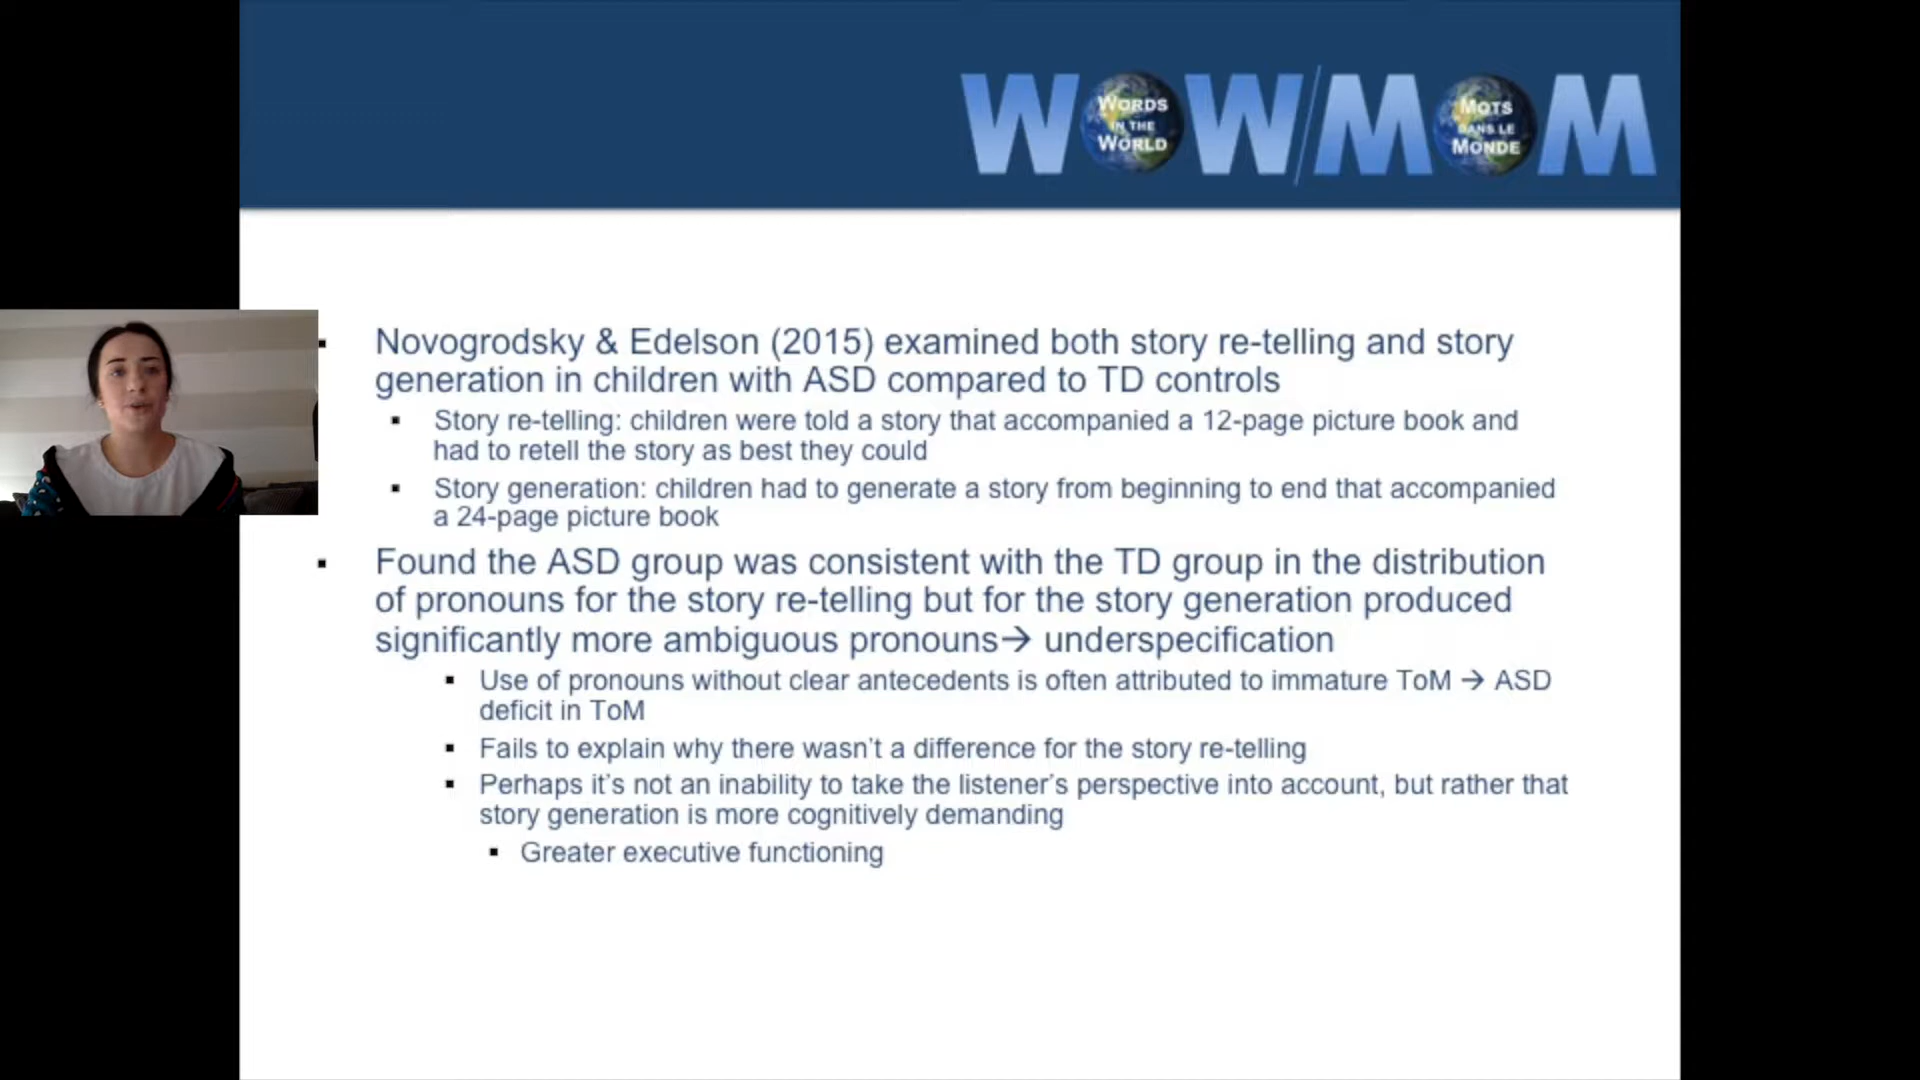 WOW/MOM
WORDS
IN THE
WORLD
MOTS
DANS LE
MONDE
▪ Novogrodsky & Edelson (2015) examined both story re-telling and story
generation in children with ASD compared to TD controls
▪ Story re-telling: children were told a story that accompanied a 12-page picture book and
had to retell the story as best they could
▪ Story generation: children had to generate a story from beginning to end that accompanied
a 24-page picture book
▪ Found the ASD group was consistent with the TD group in the distribution
of pronouns for the story re-telling but for the story generation produced
significantly more ambiguous pronouns→ underspecification
▪ Use of pronouns without clear antecedents is often attributed to immature ToM → ASD
deficit in ToM
▪ Fails to explain why there wasn't a difference for the story re-telling
▪ Perhaps it's not an inability to take the listener's perspective into account, but rather that
story generation is more cognitively demanding
▪ Greater executive functioning